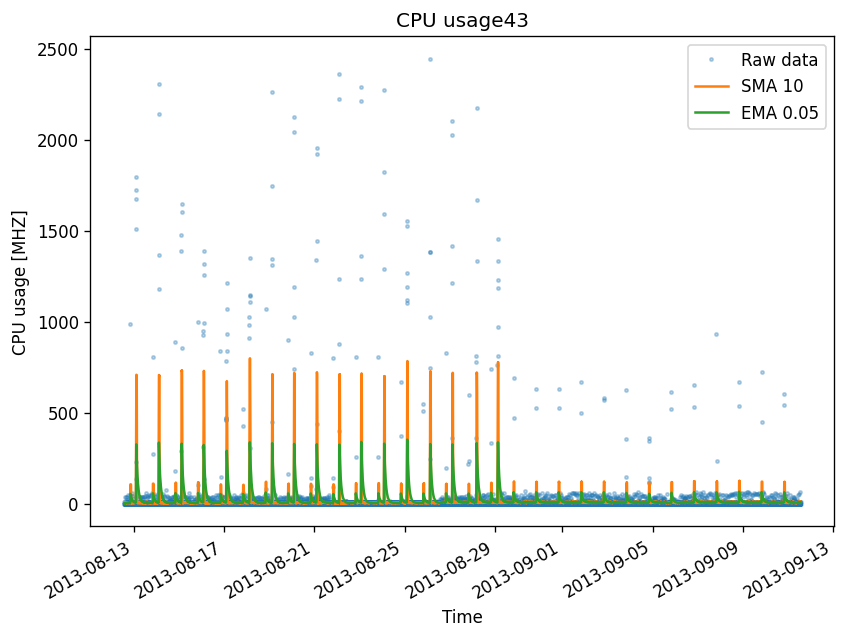 CPU usage43
2500
2000
1500
1000
500
0
CPU usage [MHZ]
Raw data
SMA 10
EMA 0.05
2013-08-13
2013-08-17
2013-08-21
2013-08-25
2013-08-29
2013-09-01
2013-09-05
2013-09-09
2013-09-13
Time